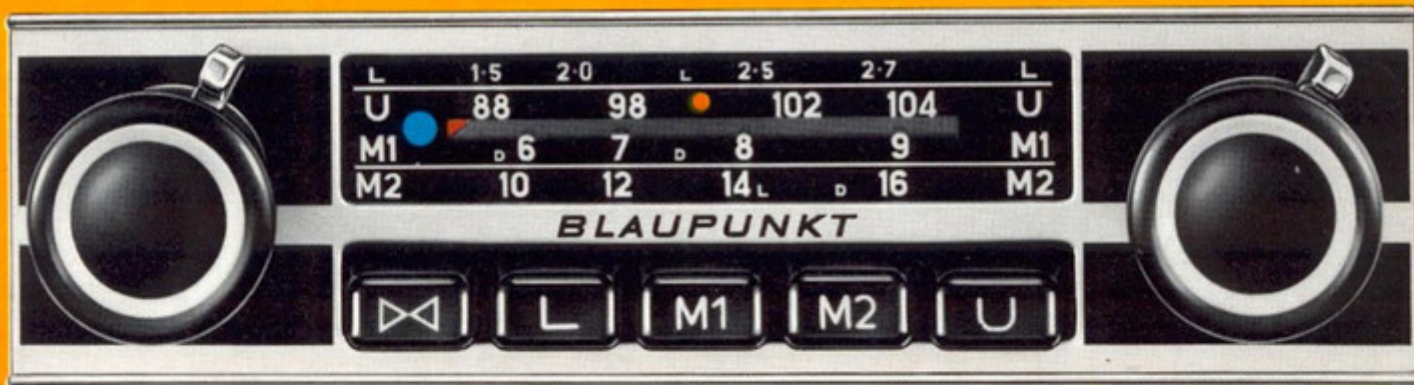 L 1·5 2·0 L 2·5 2·7 L
U 88 98 102 104 U
M1 D 6 7 D 8 9 M1
M2 10 12 14 L D 16 M2
BLAUPUNKT
L M1 M2 U